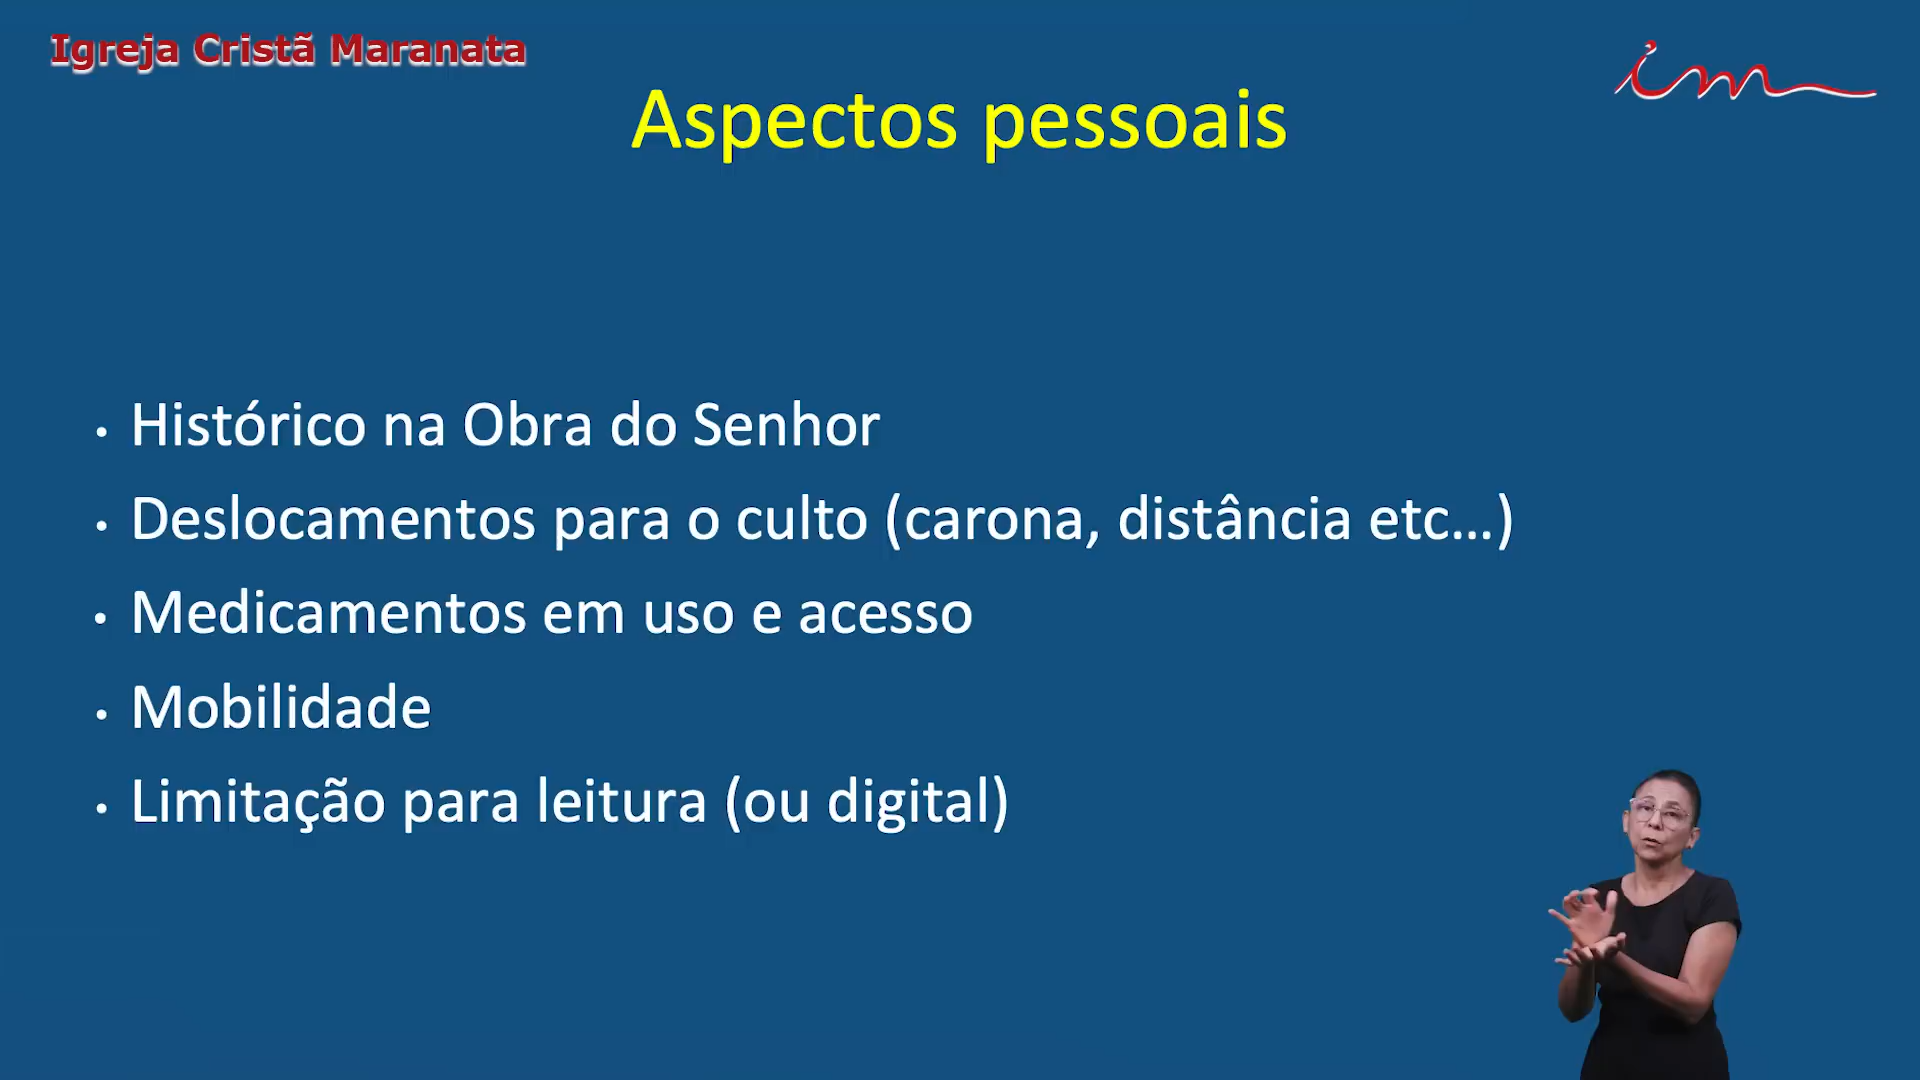 Igreja Cristã Maranata
im
Aspectos pessoais
• Histórico na Obra do Senhor
• Deslocamentos para o culto (carona, distância etc...)
• Medicamentos em uso e acesso
• Mobilidade
• Limitação para leitura (ou digital)